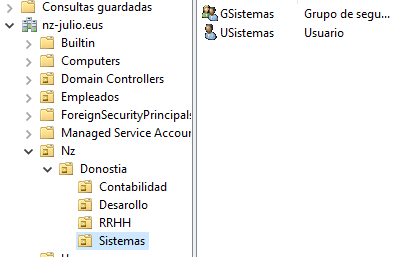 Consultas guardadas
nz-julio.eus
Builtin
Computers
Domain Controllers
Empleados
ForeignSecurityPrincipals
Managed Service Accour
Nz
Donostia
Contabilidad
Desarollo
RRHH
Sistemas
GSistemas Grupo de segu...
USistemas Usuario